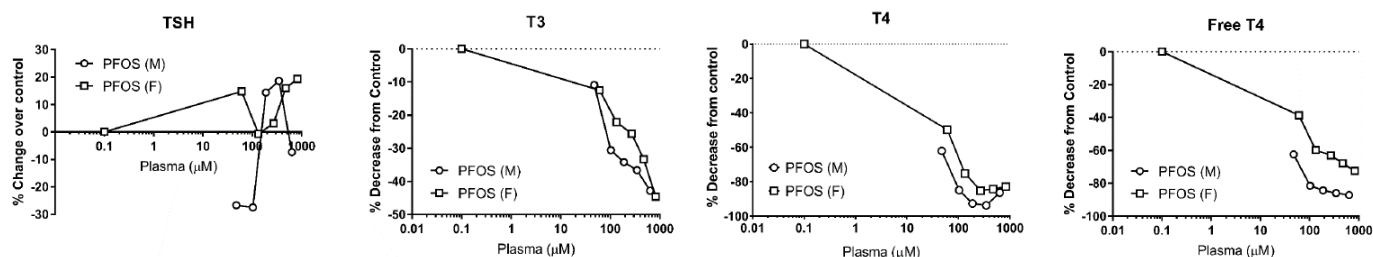 TSH
% Change over control
30
20
10
0
-10
-20
-30
PFOS (M)
PFOS (F)
0.1
1
10
100
1000
Plasma (µM)
T3
% Decrease from Control
0
-10
-20
-30
-40
-50
PFOS (M)
PFOS (F)
0.01 0.1 1 10 100 1000
Plasma (µM)
T4
% Decrease from Control
0
-20
-40
-60
-80
-100
PFOS (M)
PFOS (F)
0.01 0.1 1 10 100 1000
Plasma (µM)
Free T4
% Decrease from Control
0
-20
-40
-60
-80
-100
PFOS (M)
PFOS (F)
0.01 0.1 1 10 100 1000
Plasma (µM)